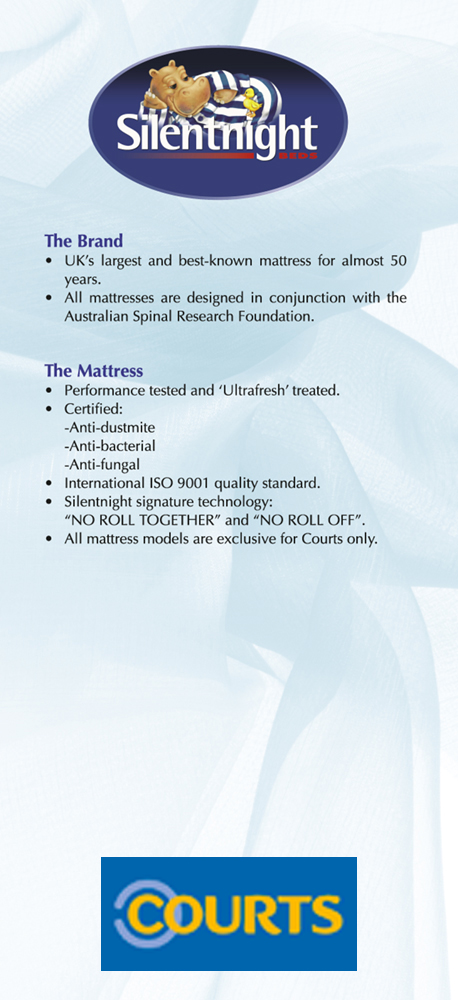 Silentnight
BEDS
The Brand
• UK's largest and best-known mattress for almost 50
years.
• All mattresses are designed in conjunction with the
Australian Spinal Research Foundation.
The Mattress
• Performance tested and 'Ultrafresh' treated.
• Certified:
-Anti-dustmite
-Anti-bacterial
-Anti-fungal
• International ISO 9001 quality standard.
• Silentnight signature technology:
“NO ROLL TOGETHER” and “NO ROLL OFF”.
• All mattress models are exclusive for Courts only.
COURTS